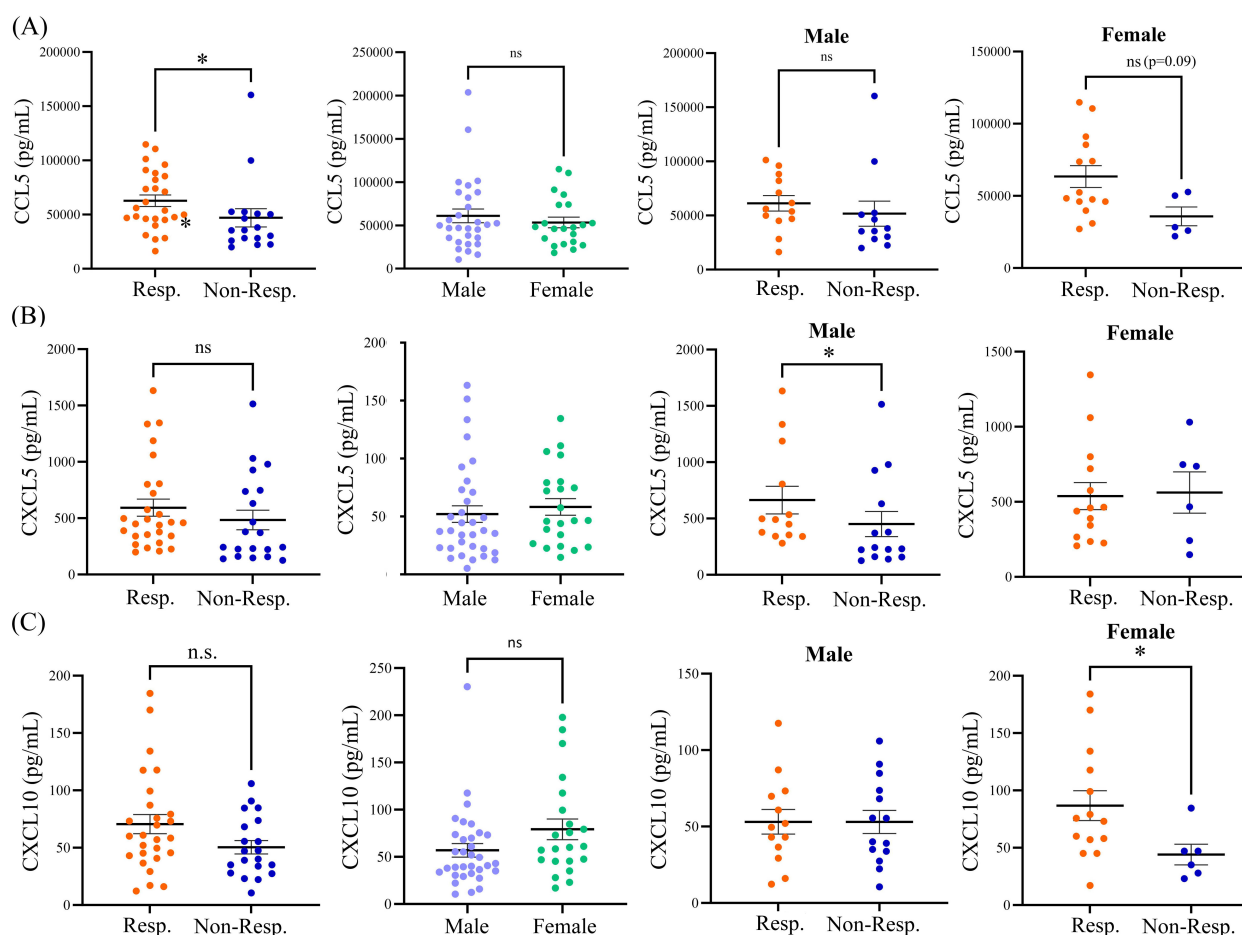 (A)
CCL5 (pg/mL)
200000
150000
100000
50000
0
*
*
Resp.
Non-Resp.
CCL5 (pg/mL)
250000
200000
150000
100000
50000
0
ns
Male
Female
Male
CCL5 (pg/mL)
200000
150000
100000
50000
0
ns
Resp.
Non-Resp.
Female
CCL5 (pg/mL)
150000
100000
50000
0
ns (p=0.09)
Resp.
Non-Resp.
(B)
CXCL5 (pg/mL)
2000
1500
1000
500
0
ns
Resp.
Non-Resp.
CXCL5 (pg/mL)
200
150
100
50
0
Male
Female
Male
CXCL5 (pg/mL)
2000
1500
1000
500
0
*
Resp.
Non-Resp.
Female
CXCL5 (pg/mL)
1500
1000
500
0
Resp.
Non-Resp.
(C)
CXCL10 (pg/mL)
200
150
100
50
0
n.s.
Resp.
Non-Resp.
CXCL10 (pg/mL)
250
200
150
100
50
0
ns
Male
Female
Male
CXCL10 (pg/mL)
150
100
50
0
Resp.
Non-Resp.
Female
CXCL10 (pg/mL)
200
150
100
50
0
*
Resp.
Non-Resp.